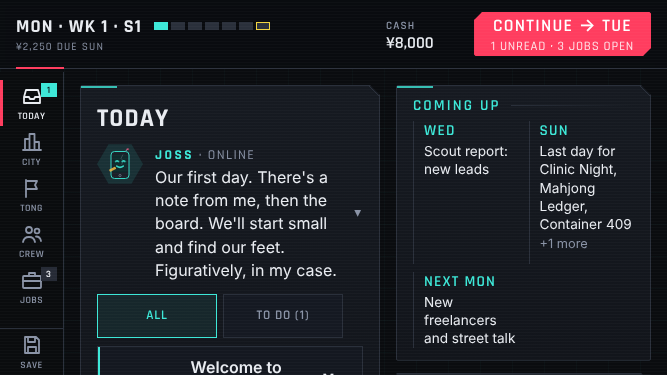 MON · WK 1 · S1
¥2,250 DUE SUN
CASH
¥8,000
CONTINUE → TUE
1 UNREAD · 3 JOBS OPEN
1
TODAY
CITY
TONG
CREW
3
JOBS
SAVE
TODAY
JOSS · ONLINE
Our first day. There's a
note from me, then the
board. We'll start small
and find our feet.
Figuratively, in my case.
ALL
TO DO (1)
Welcome to
COMING UP
WED
Scout report:
new leads
SUN
Last day for
Clinic Night,
Mahjong
Ledger,
Container 409
+1 more
NEXT MON
New
freelancers
and street talk